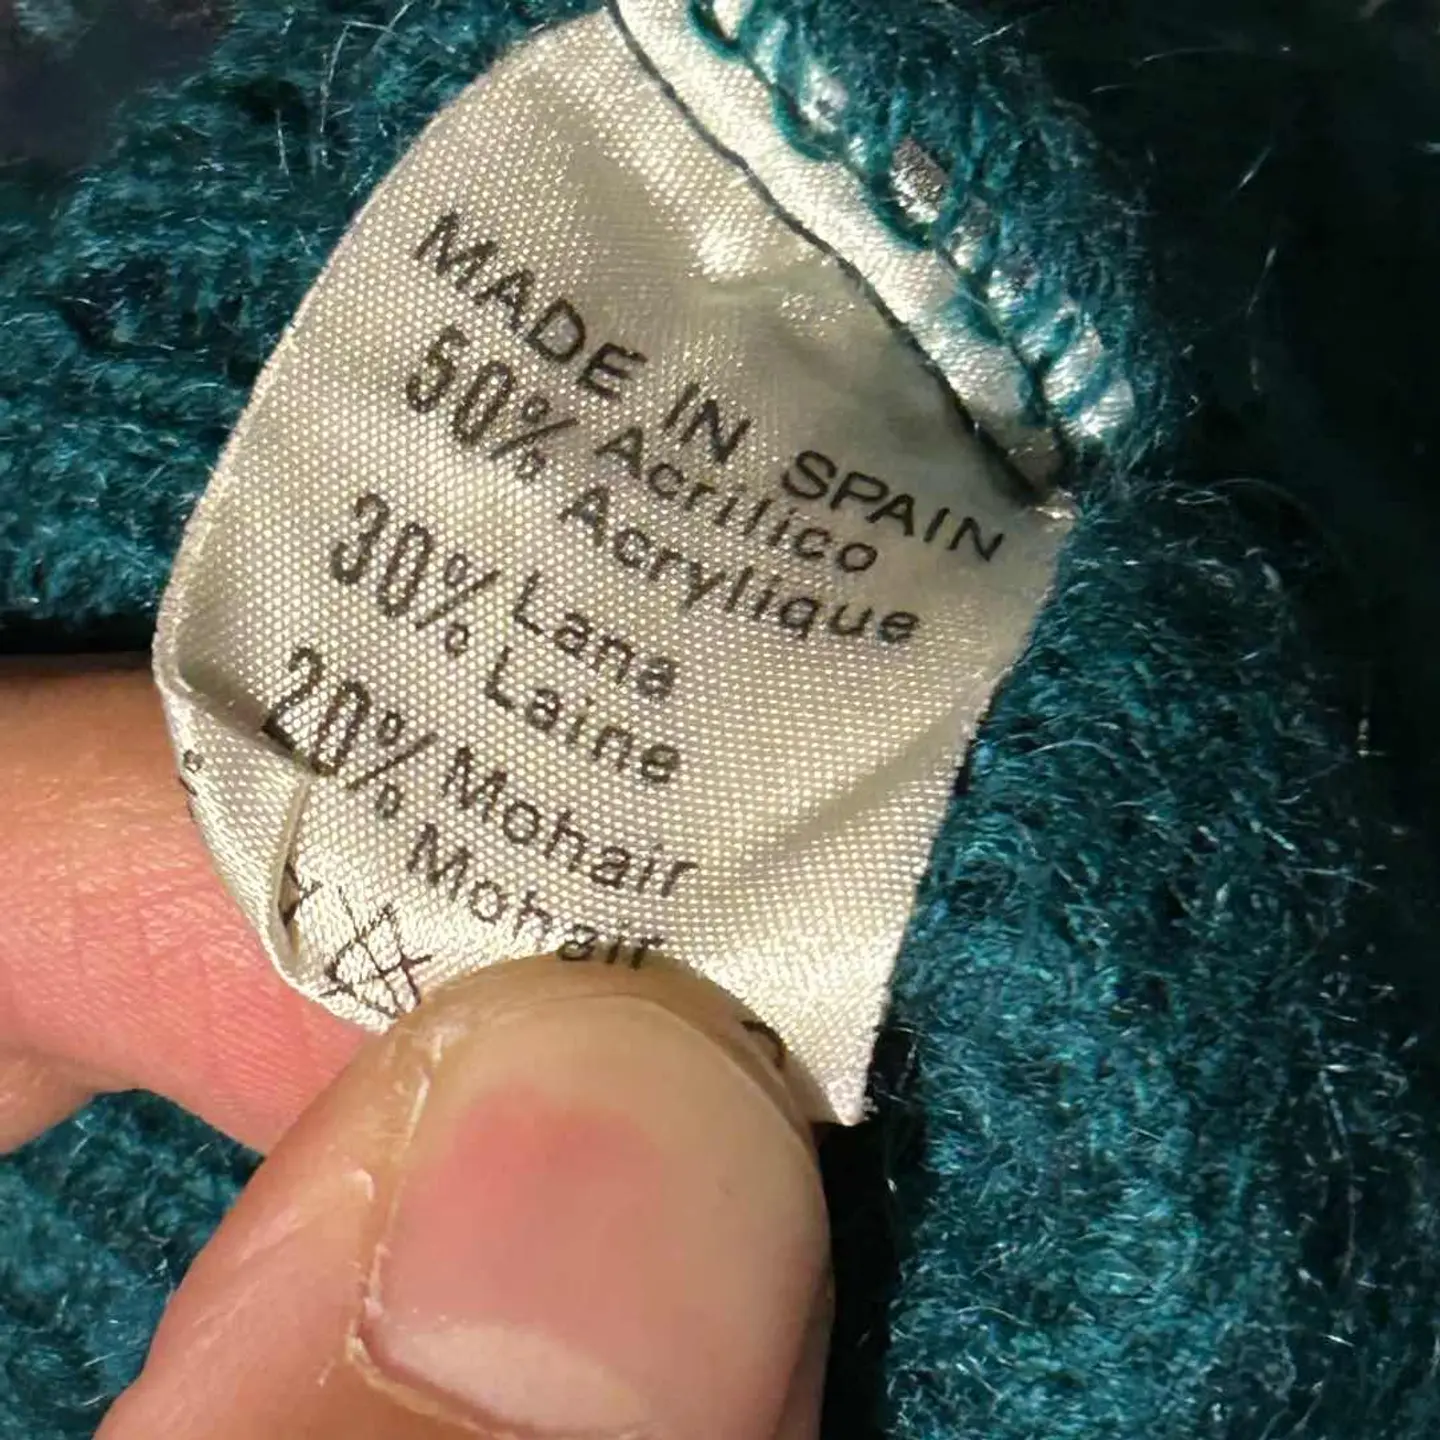 MADE IN SPAIN
50% Acrilico
Acrylique
30% Lana
Laine
20% Mohair
Mohair